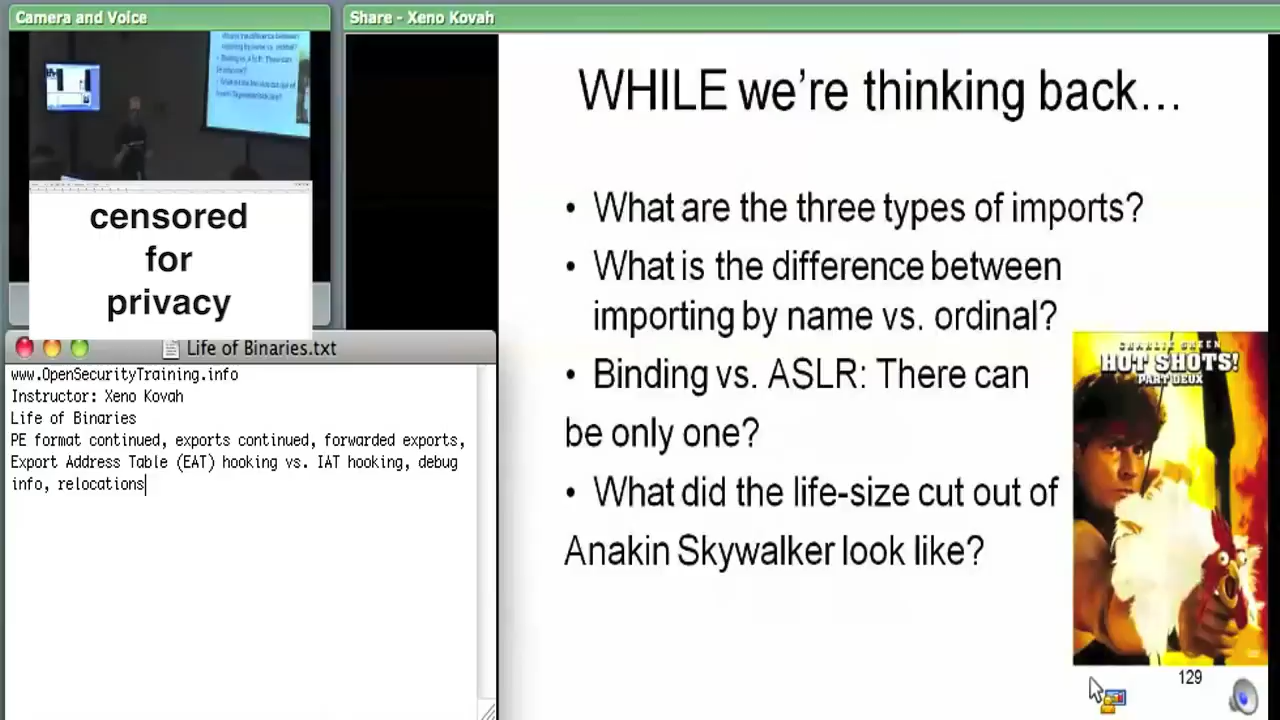 Camera and Voice
Share - Xeno Kovah
censored
for
privacy
Life of Binaries.txt
www.OpenSecurityTraining.info
Instructor: Xeno Kovah
Life of Binaries
PE format continued, exports continued, forwarded exports,
Export Address Table (EAT) hooking vs. IAT hooking, debug
info, relocations
WHILE we're thinking back...
• What are the three types of imports?
• What is the difference between
importing by name vs. ordinal?
• Binding vs. ASLR: There can
be only one?
• What did the life-size cut out of
Anakin Skywalker look like?
CHARLIE SHEEN
HOT SHOTS!
PART DEUX
129